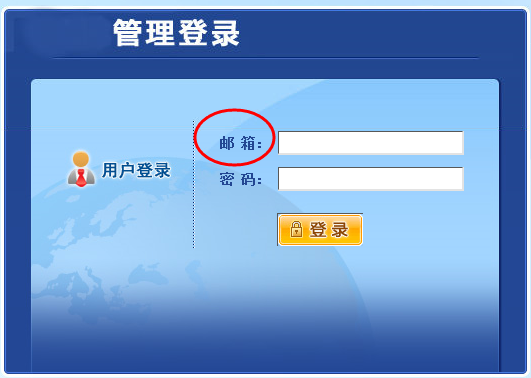 管理登录
用户登录
邮 箱:
密 码:
登 录